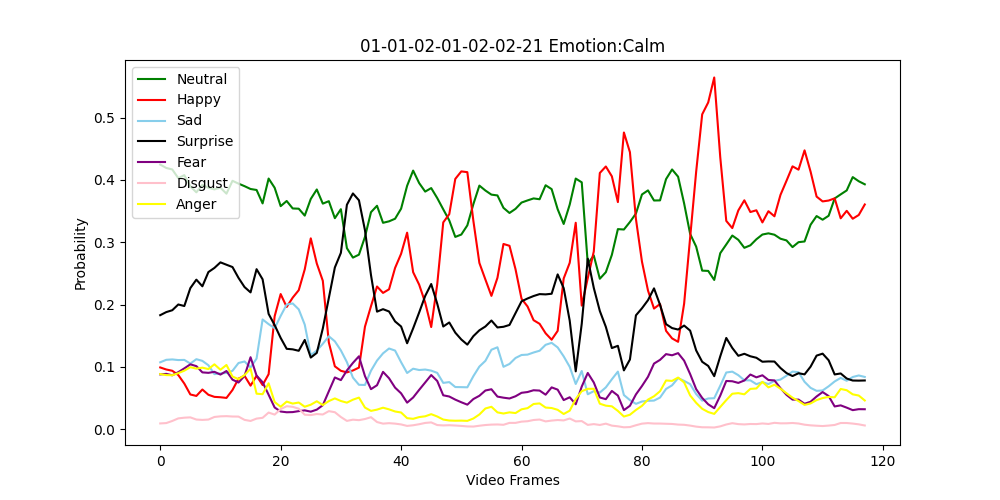 01-01-02-01-02-02-21 Emotion:Calm
Neutral
Happy
Sad
Surprise
Fear
Disgust
Anger
Probability
0.5
0.4
0.3
0.2
0.1
0.0
0 20 40 60 80 100 120
Video Frames